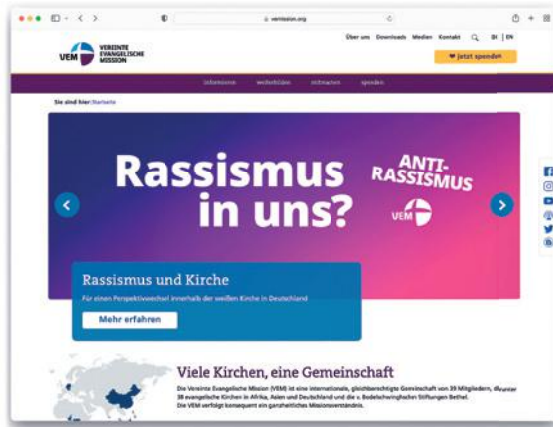 vemission.org
Über uns Downloads Medien Kontakt DE | EN
VEM VEREINTE EVANGELISCHE MISSION
jetzt spenden
informieren weiterbilden mitmachen spenden
Sie sind hier: Startseite
Rassismus
in uns?
ANTI-
RASSISMUS
VEM
Rassismus und Kirche
Für einen Perspektivwechsel innerhalb der weißen Kirche in Deutschland
Mehr erfahren
Viele Kirchen, eine Gemeinschaft
Die Vereinte Evangelische Mission (VEM) ist eine internationale, gleichberechtigte Gemeinschaft von 39 Mitgliedern, darunter
38 evangelische Kirchen in Afrika, Asien und Deutschland und die v. Bodelschwinghschen Stiftungen Bethel.
Die VEM verfolgt konsequent ein ganzheitliches Missionsverständnis.